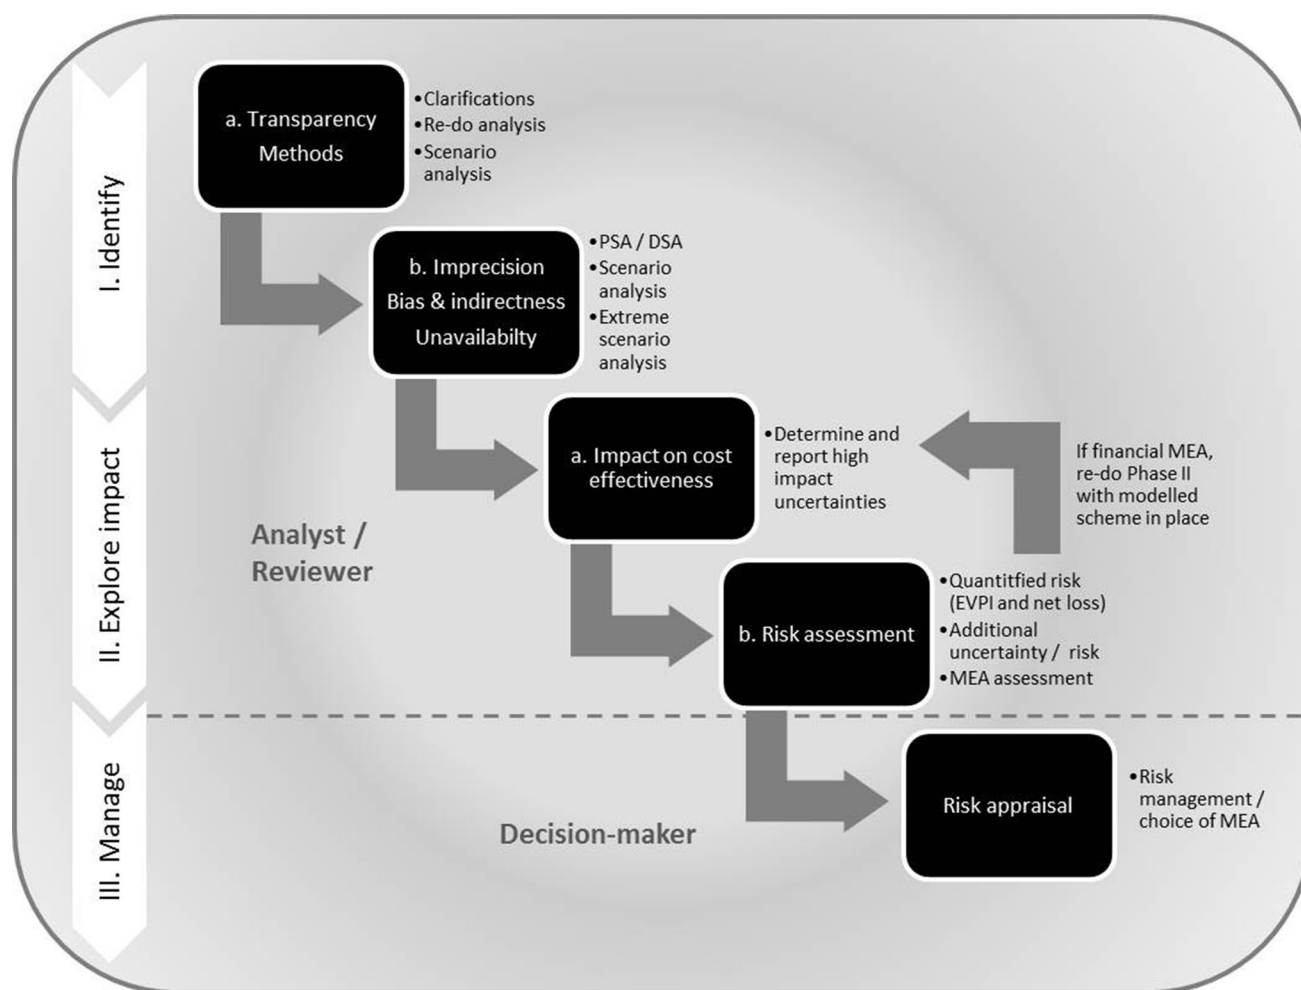 I. Identify
a. Transparency
Methods
•Clarifications
•Re-do analysis
•Scenario
analysis
b. Imprecision
Bias & indirectness
Unavailabilty
•PSA / DSA
•Scenario
analysis
•Extreme
scenario
analysis
II. Explore impact
a. Impact on cost
effectiveness
•Determine and
report high
impact
uncertainties
If financial MEA,
re-do Phase II
with modelled
scheme in place
Analyst /
Reviewer
b. Risk assessment
•Quantitfied risk
(EVPI and net loss)
•Additional
uncertainty / risk
•MEA assessment
III. Manage
Decision-maker
Risk appraisal
•Risk
management /
choice of MEA